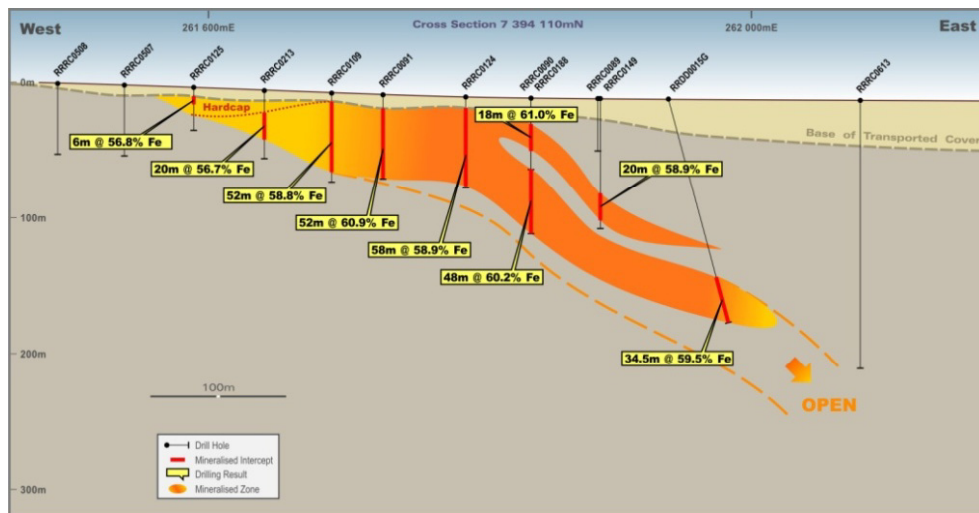 West
Cross Section 7 394 110mN
East
261 600mE
262 000mE
RRRC0508
RRRC0507
RRRC0125
RRRC0213
RRRC0109
RRRC0091
RRRC0124
RRRC0090
RRRC0188
RRRC0089
RRRC0149
RRDD0015G
RRRC0613
0m
Hardcap
18m @ 61.0% Fe
Base of Transported Cover
6m @ 56.8% Fe
20m @ 56.7% Fe
20m @ 58.9% Fe
52m @ 58.8% Fe
100m
52m @ 60.9% Fe
58m @ 58.9% Fe
48m @ 60.2% Fe
34.5m @ 59.5% Fe
200m
100m
OPEN
Drill Hole
Mineralised Intercept
Drilling Result
Mineralised Zone
300m